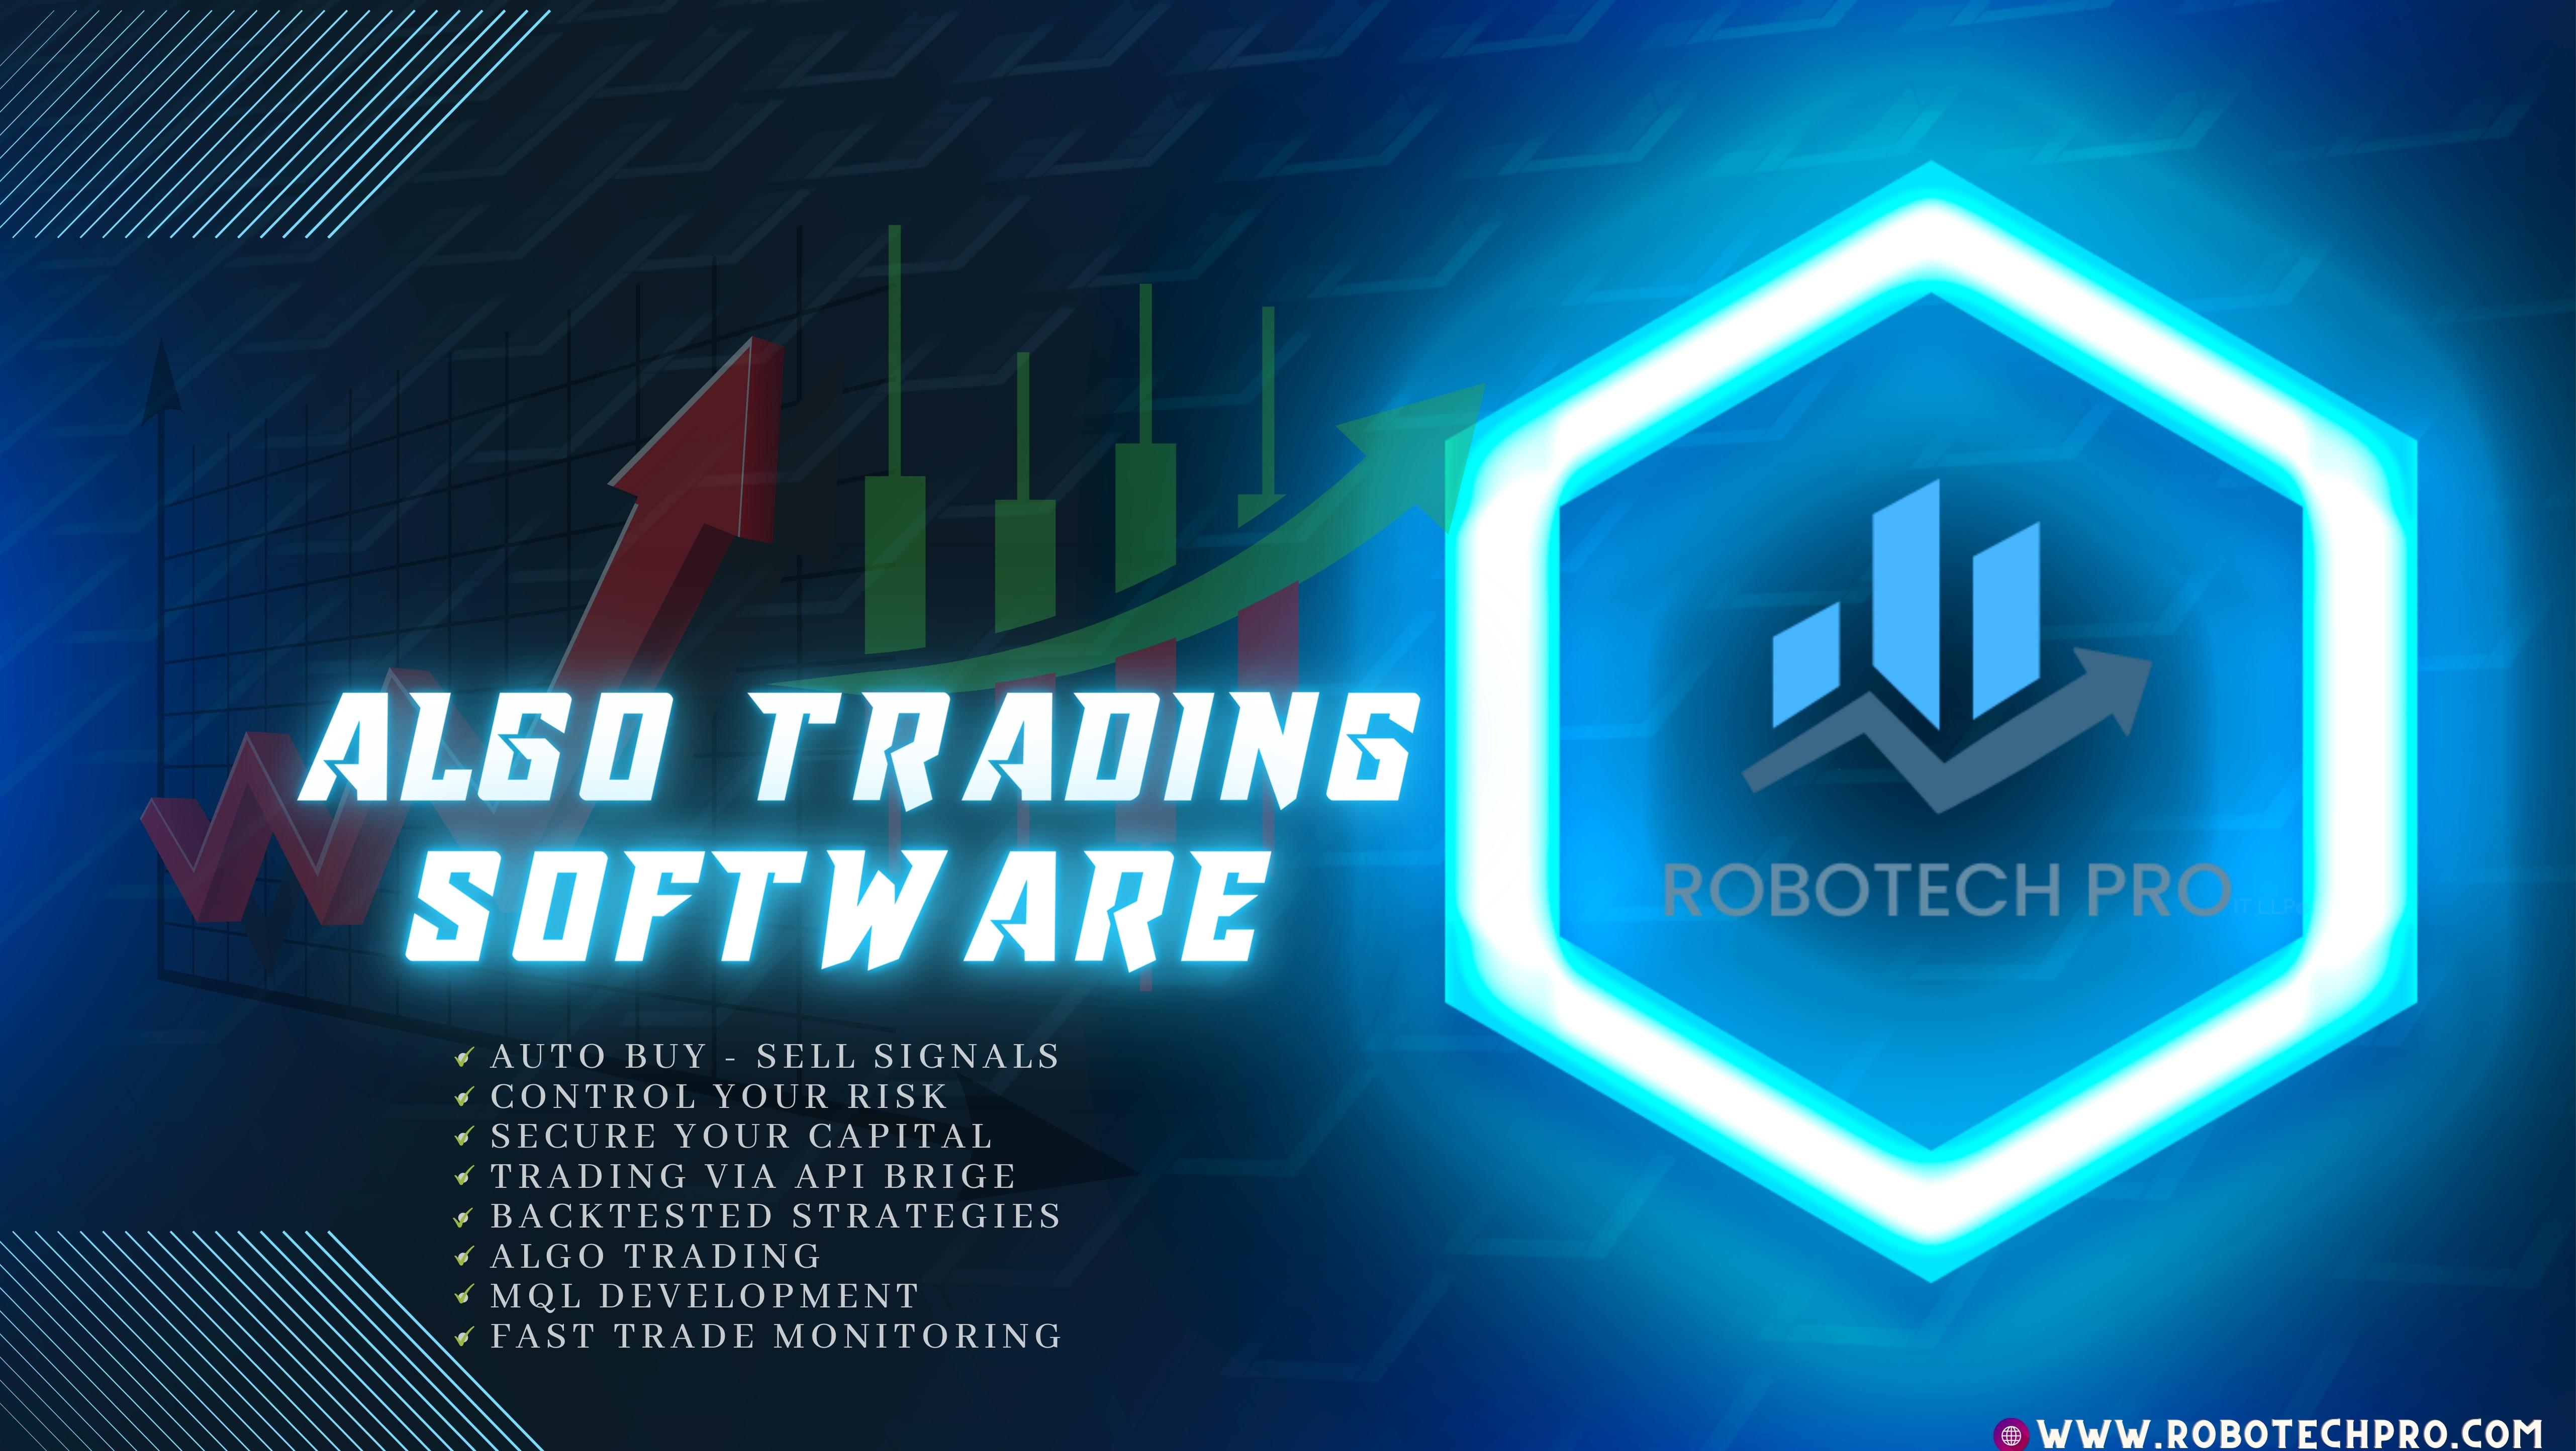 ALGO TRADING
SOFTWARE
AUTO BUY - SELL SIGNALS
CONTROL YOUR RISK
SECURE YOUR CAPITAL
TRADING VIA API BRIGE
BACKTESTED STRATEGIES
ALGO TRADING
MQL DEVELOPMENT
FAST TRADE MONITORING
ROBOTECH PRO IT LLP
WWW.ROBOTECHPRO.COM